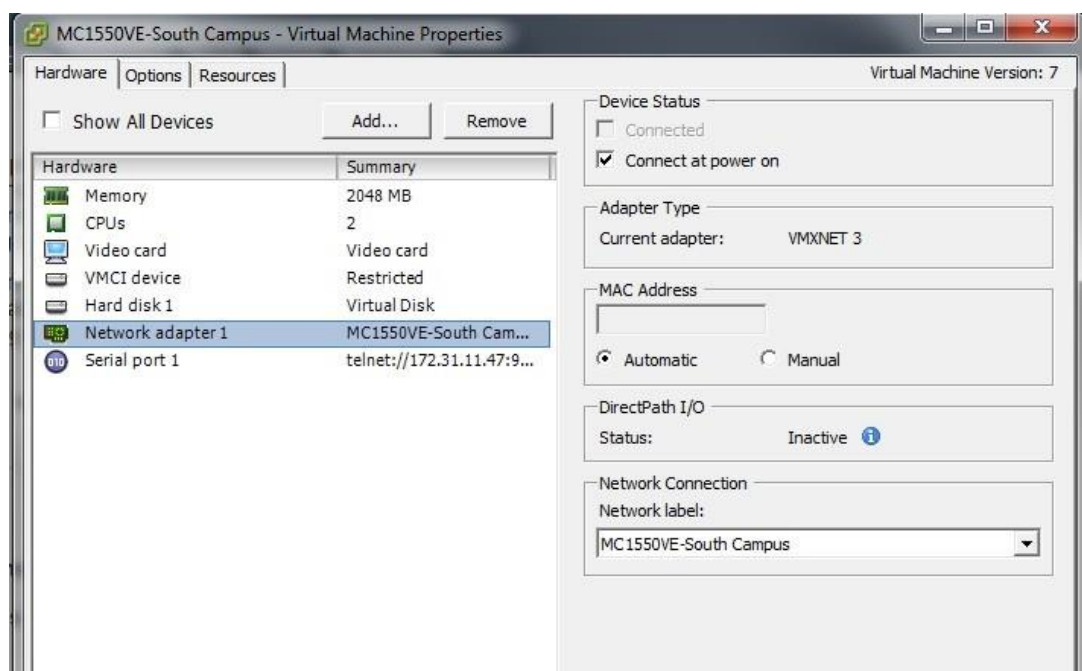 MC1550VE-South Campus - Virtual Machine Properties
Hardware Options Resources
Virtual Machine Version: 7
Show All Devices
Add... Remove
Hardware Summary
Memory 2048 MB
CPUs 2
Video card Video card
VMCI device Restricted
Hard disk 1 Virtual Disk
Network adapter 1 MC1550VE-South Cam...
Serial port 1 telnet://172.31.11.47:9...
Device Status
Connected
Connect at power on
Adapter Type
Current adapter: VMXNET 3
MAC Address
Automatic Manual
DirectPath I/O
Status: Inactive
Network Connection
Network label:
MC1550VE-South Campus